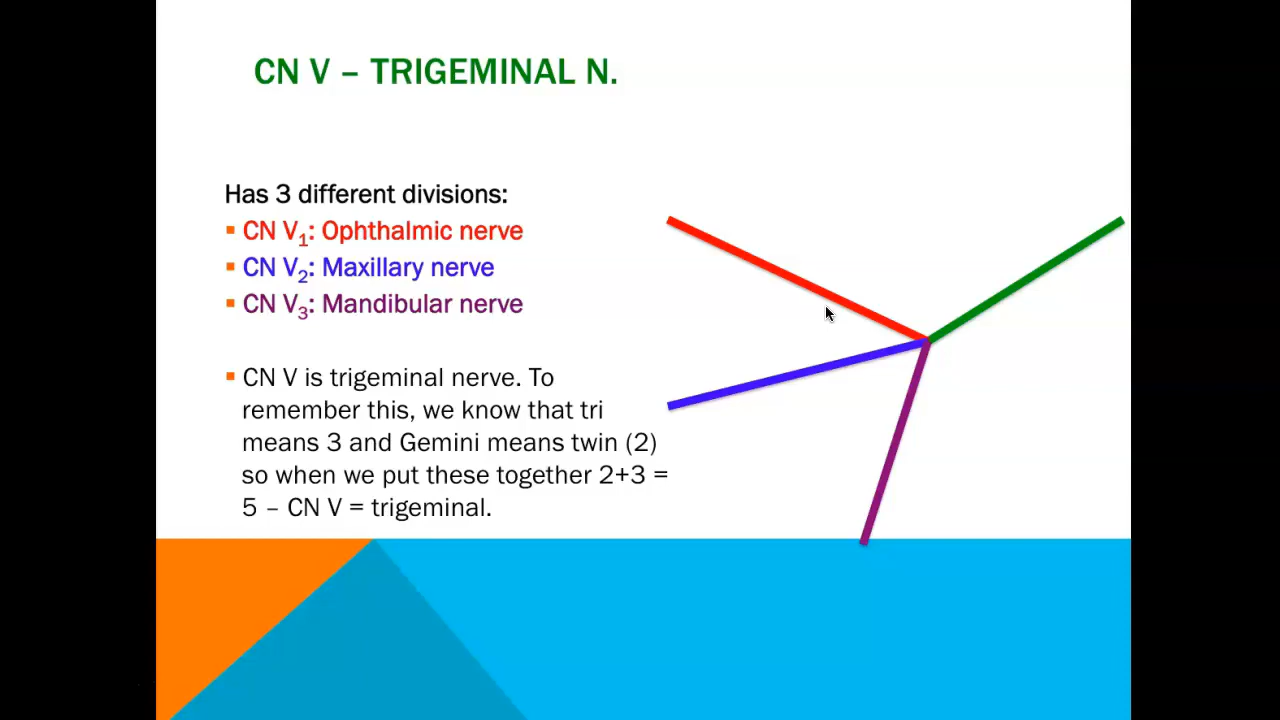 CN V – TRIGEMINAL N.
Has 3 different divisions:
▪ CN V₁: Ophthalmic nerve
▪ CN V₂: Maxillary nerve
▪ CN V₃: Mandibular nerve
▪ CN V is trigeminal nerve. To
remember this, we know that tri
means 3 and Gemini means twin (2)
so when we put these together 2+3 =
5 – CN V = trigeminal.